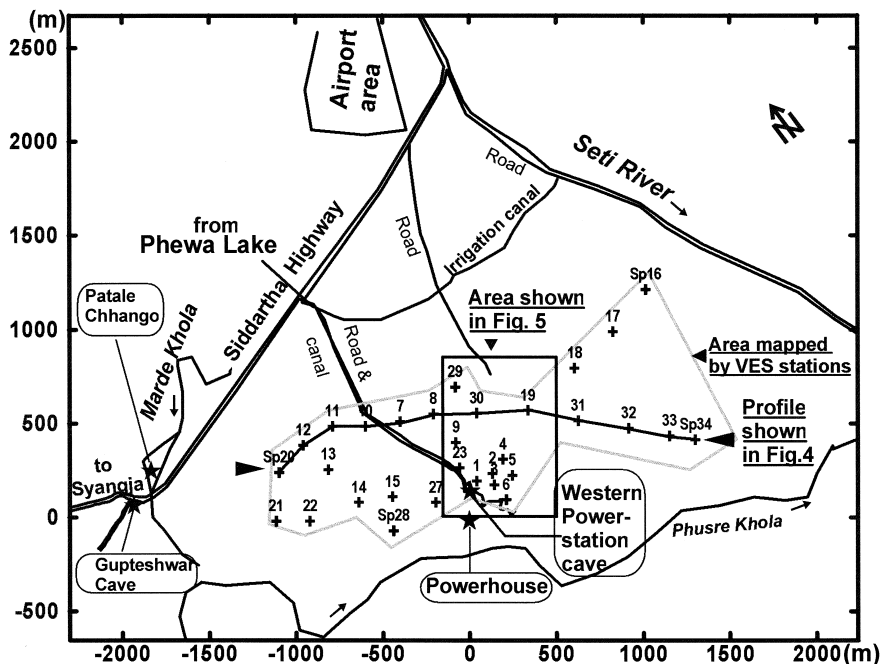 (m)
2500
2000
1500
1000
500
0
-500
-2000
-1500
-1000
-500
0
500
1000
1500
2000
(m)
Airport
area
N
Road
Seti River
Road
Irrigation canal
from
Phewa Lake
Siddartha Highway
Patale
Chhango
Marde Khola
Road &
canal
Area shown
in Fig. 5
Area mapped
by VES stations
Profile
shown
in Fig.4
to
Syangja
Gupteshwar
Cave
Powerhouse
Western
Power-
station
cave
Phusre Khola
Sp16
17
18
29
19
30
8
7
10
11
12
Sp20
13
14
15
Sp28
21
22
27
23
9
1
2
3
4
5
6
31
32
33
Sp34